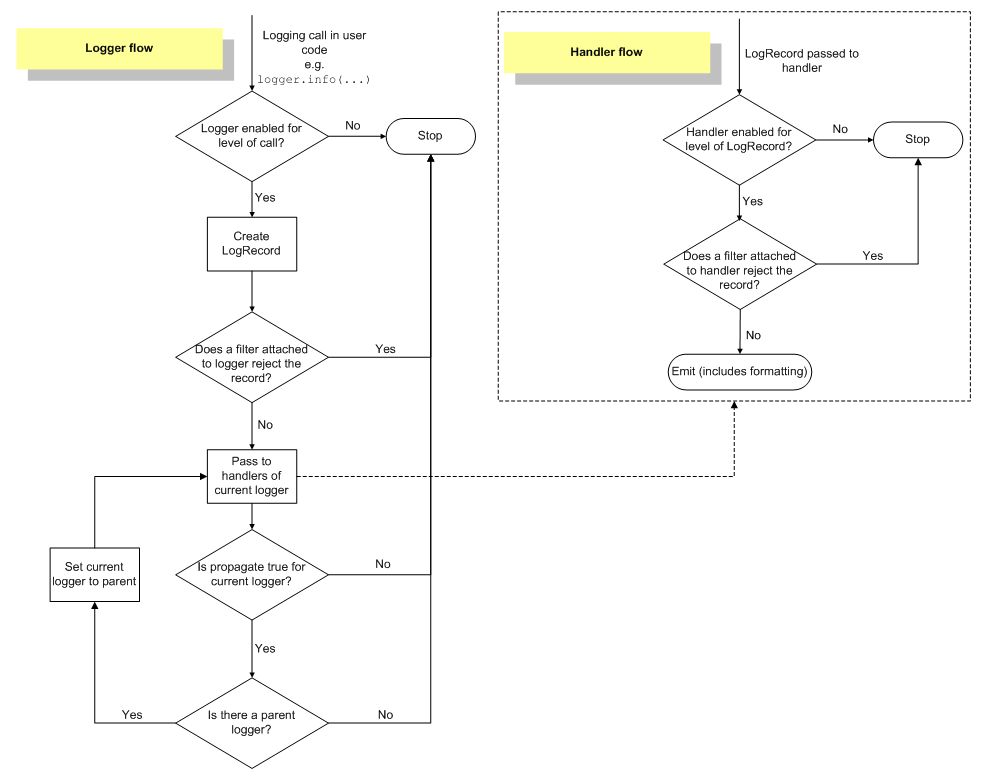 Logger flow
Logging call in user
code
e.g.
logger.info(...)
Logger enabled for
level of call?
No
Stop
Yes
Create
LogRecord
Does a filter attached
to logger reject the
record?
Yes
No
Pass to
handlers of
current logger
Set current
logger to parent
Is propagate true for
current logger?
No
Yes
Is there a parent
logger?
Yes
No
Handler flow
LogRecord passed to
handler
Handler enabled for
level of LogRecord?
No
Stop
Yes
Does a filter attached
to handler reject the
record?
Yes
No
Emit (includes formatting)